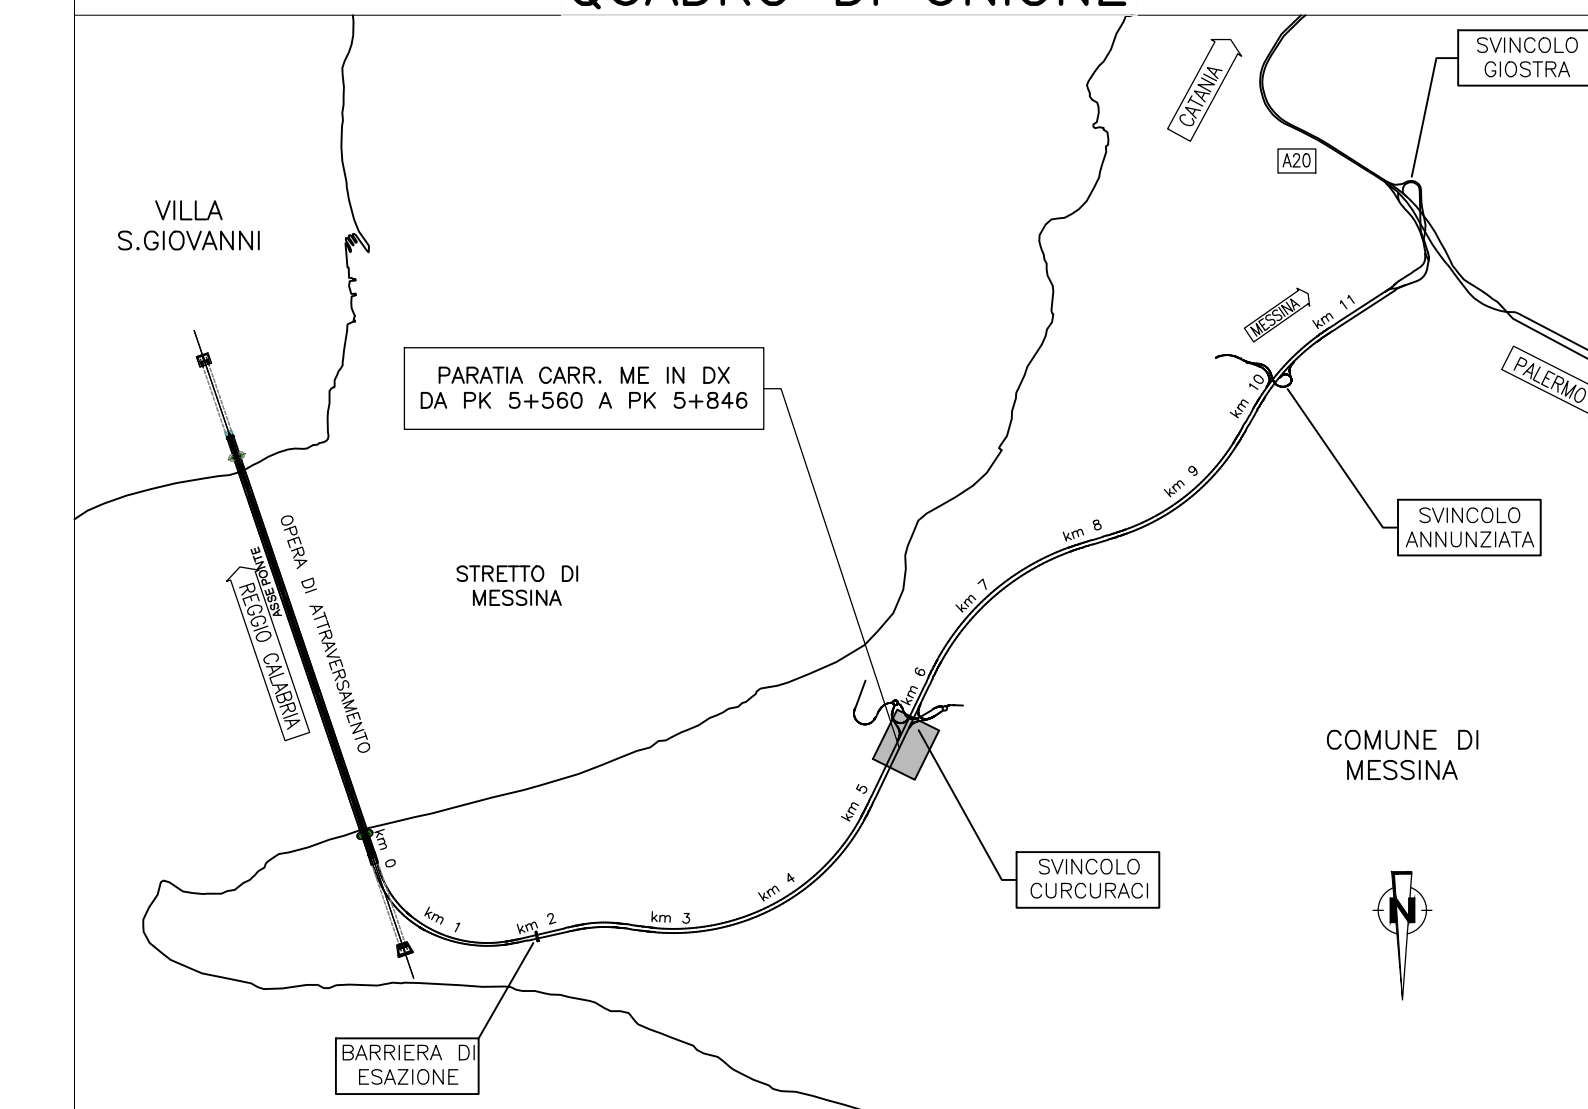 QUADRO DI UNIONE
SVINCOLO
GIOSTRA
CATANIA
A20
VILLA
S.GIOVANNI
MESSINA
km 11
PALERMO
PARATIA CARR. ME IN DX
DA PK 5+560 A PK 5+846
km 10
km 9
SVINCOLO
ANNUNZIATA
km 8
OPERA DI ATTRAVERSAMENTO
ASSE PONTE
REGGIO CALABRIA
STRETTO DI
MESSINA
km 7
km 6
COMUNE DI
MESSINA
km 5
km 0
SVINCOLO
CURCURACI
km 4
km 3
km 2
km 1
N
BARRIERA DI
ESAZIONE